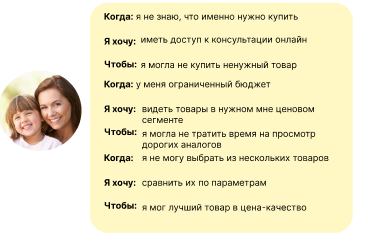 Когда: я не знаю, что именно нужно купить
Я хочу: иметь доступ к консультации онлайн
Чтобы: я могла не купить ненужный товар
Когда: у меня ограниченный бюджет
Я хочу: видеть товары в нужном мне ценовом
сегменте
Чтобы: я могла не тратить время на просмотр
дорогих аналогов
Когда: я не могу выбрать из нескольких товаров
Я хочу: сравнить их по параметрам
Чтобы: я мог лучший товар в цена-качество